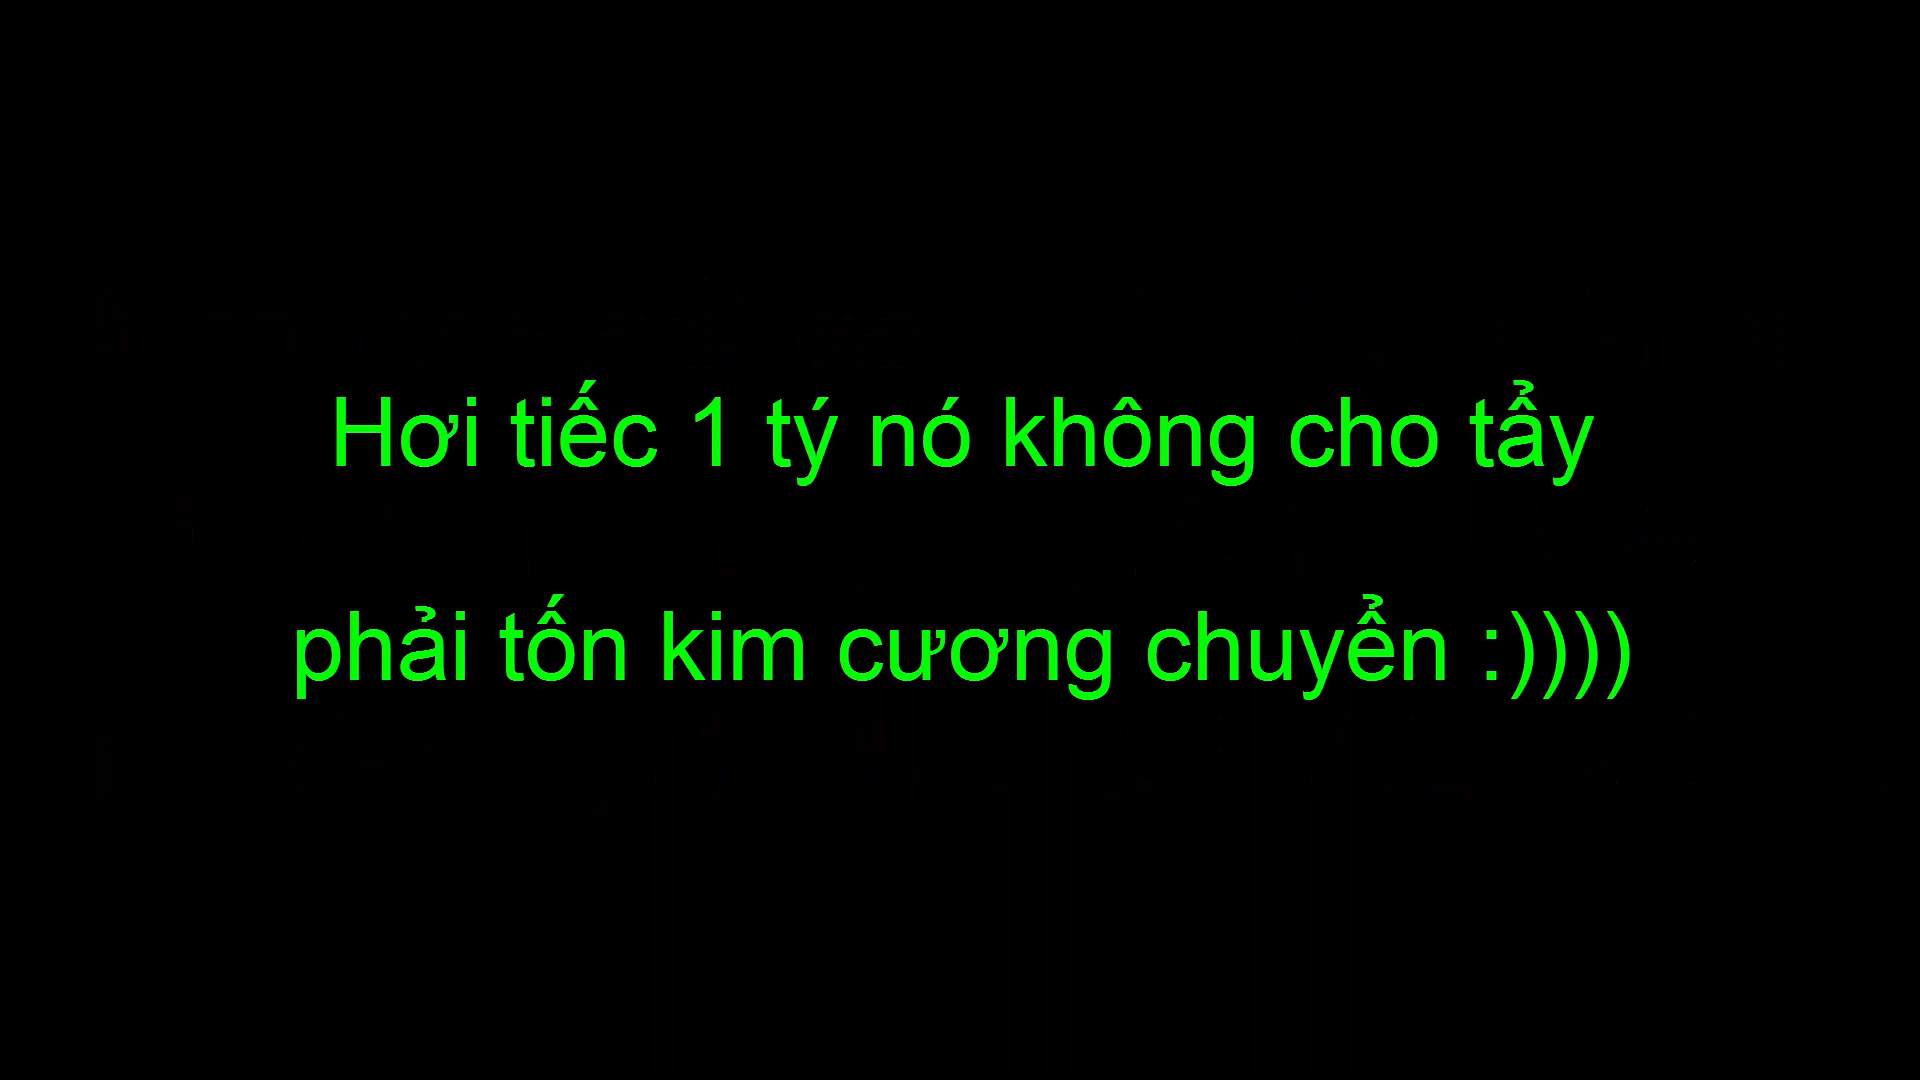 Hơi tiếc 1 tý nó không cho tẩy
phải tốn kim cương chuyển :))))